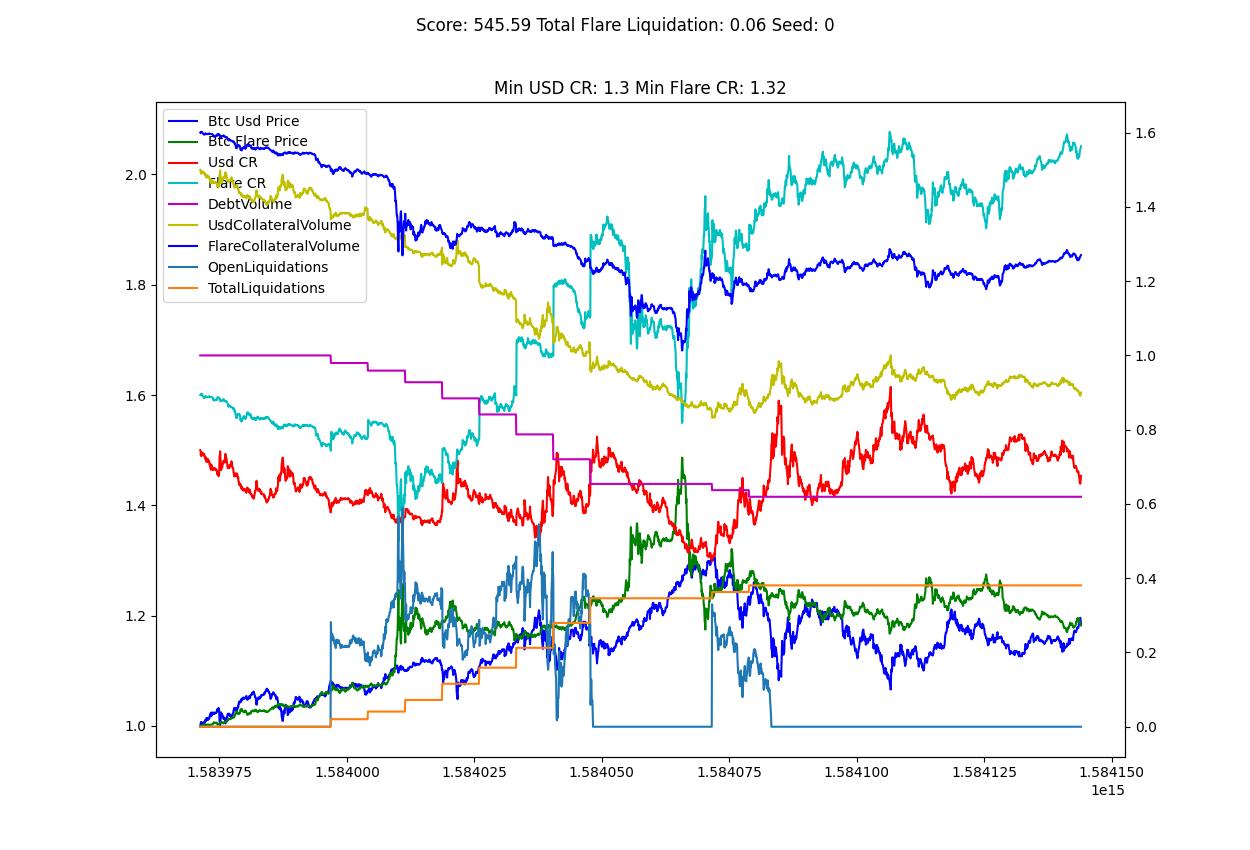 Score: 545.59 Total Flare Liquidation: 0.06 Seed: 0
Min USD CR: 1.3 Min Flare CR: 1.32
Btc Usd Price
Btc Flare Price
Usd CR
Flare CR
DebtVolume
UsdCollateralVolume
FlareCollateralVolume
OpenLiquidations
TotalLiquidations
2.0
1.8
1.6
1.4
1.2
1.0
1.6
1.4
1.2
1.0
0.8
0.6
0.4
0.2
0.0
1.583975 1.584000 1.584025 1.584050 1.584075 1.584100 1.584125 1.584150
1e15